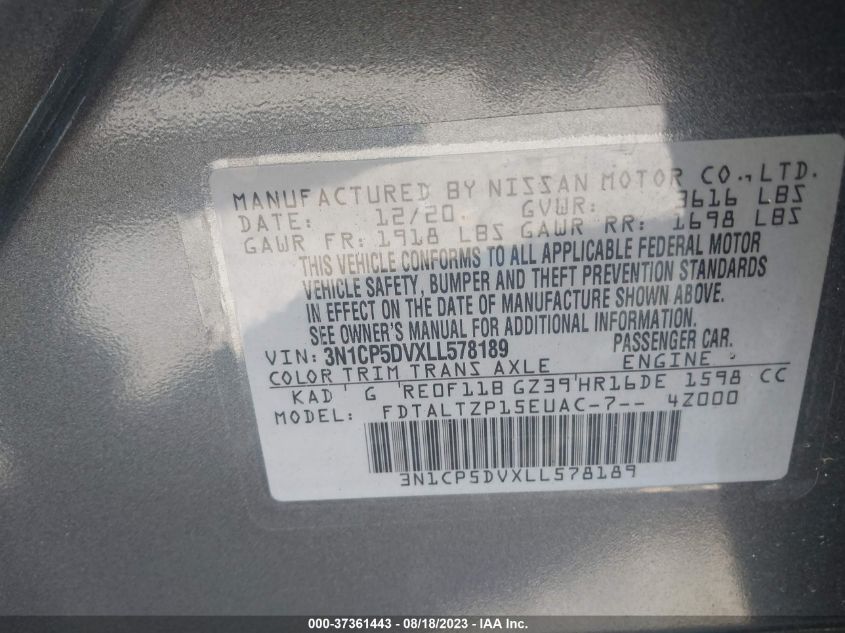 MANUFACTURED BY NISSAN MOTOR CO.,LTD.
DATE: 12/20 GVWR: 3616 LBS
GAWR FR: 1918 LBS GAWR RR: 1698 LBS
THIS VEHICLE CONFORMS TO ALL APPLICABLE FEDERAL MOTOR
VEHICLE SAFETY, BUMPER AND THEFT PREVENTION STANDARDS
IN EFFECT ON THE DATE OF MANUFACTURE SHOWN ABOVE.
SEE OWNER'S MANUAL FOR ADDITIONAL INFORMATION.
VIN: 3N1CP5DVXLL578189 PASSENGER CAR.
COLOR TRIM TRANS AXLE ENGINE
KAD G RE0F11B GZ39 HR16DE 1598 CC
MODEL: FDTALTZP15EUAC-7-- 4Z000
3N1CP5DVXLL578189
000-37361443 - 08/18/2023 - IAA Inc.